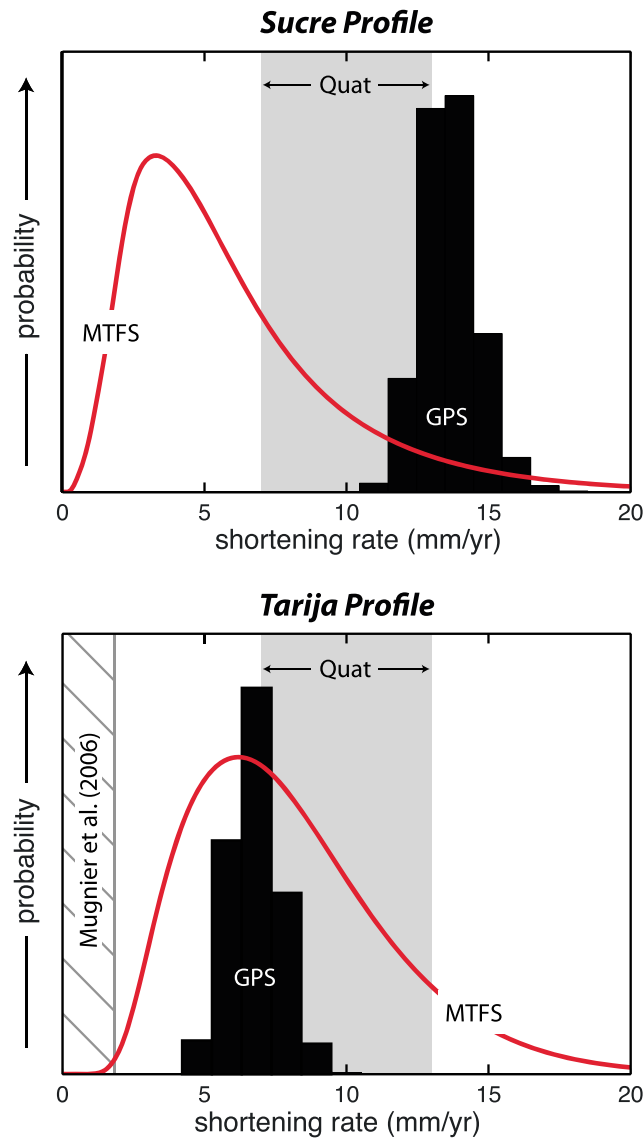 Sucre Profile
Quat
MTFS
GPS
probability
0 5 10 15 20
shortening rate (mm/yr)
Tarija Profile
Quat
Mugnier et al. (2006)
GPS
MTFS
probability
0 5 10 15 20
shortening rate (mm/yr)